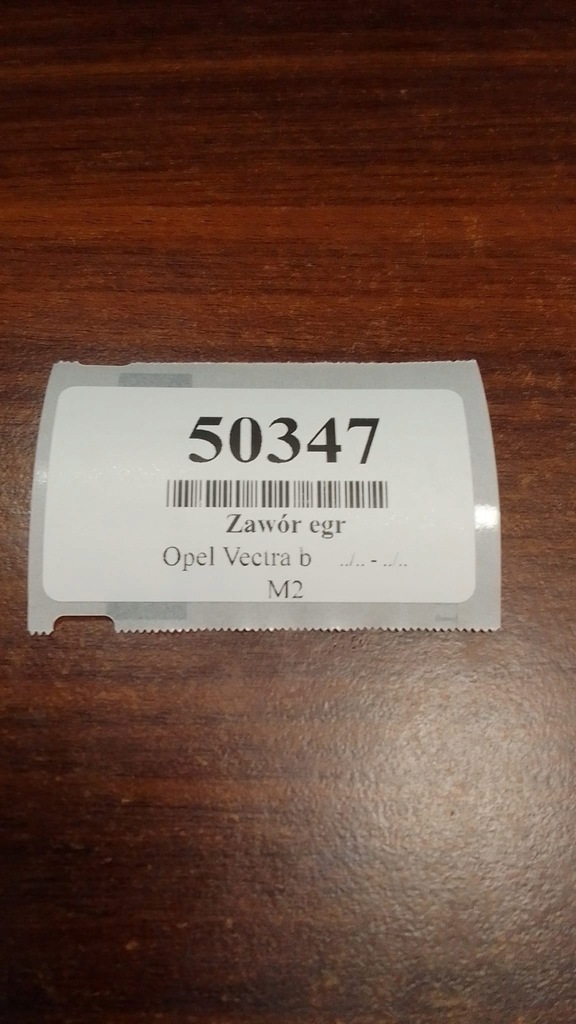 50347
Zawór egr
Opel Vectra b ../.. - ../..
M2